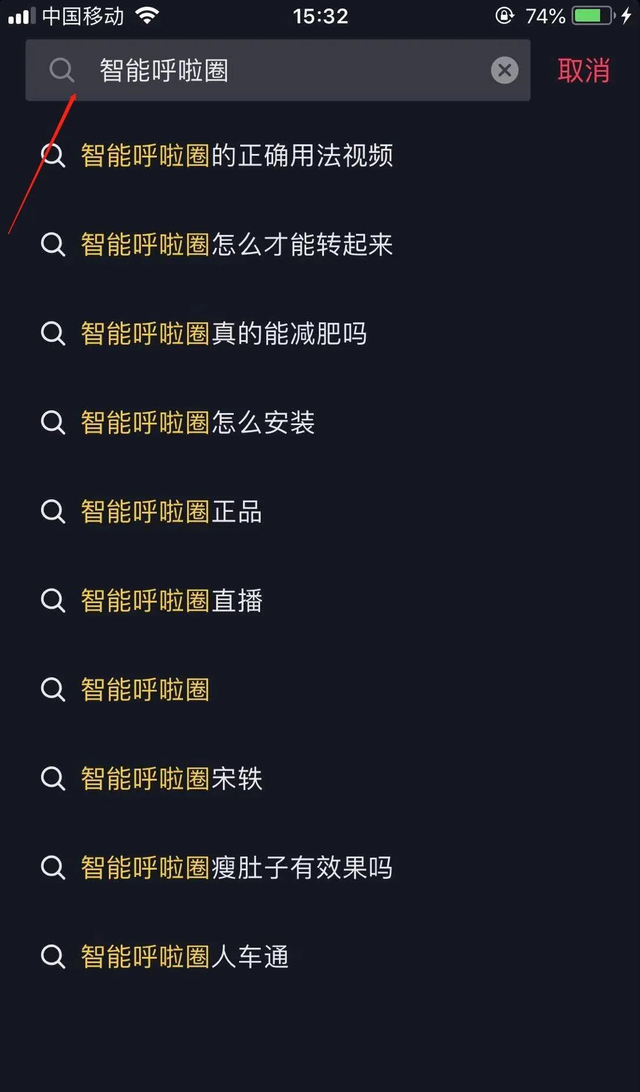 中国移动 15:32 74%
智能呼啦圈 取消
智能呼啦圈的正确用法视频
智能呼啦圈怎么才能转起来
智能呼啦圈真的能减肥吗
智能呼啦圈怎么安装
智能呼啦圈正品
智能呼啦圈直播
智能呼啦圈
智能呼啦圈宋轶
智能呼啦圈瘦肚子有效果吗
智能呼啦圈人车通